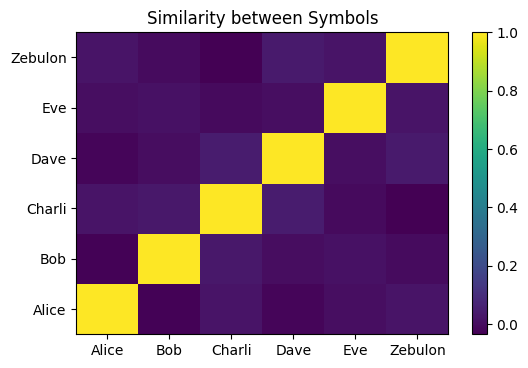 Similarity between Symbols
Zebulon
Eve
Dave
Charli
Bob
Alice
Alice Bob Charli Dave Eve Zebulon
1.0
0.8
0.6
0.4
0.2
0.0